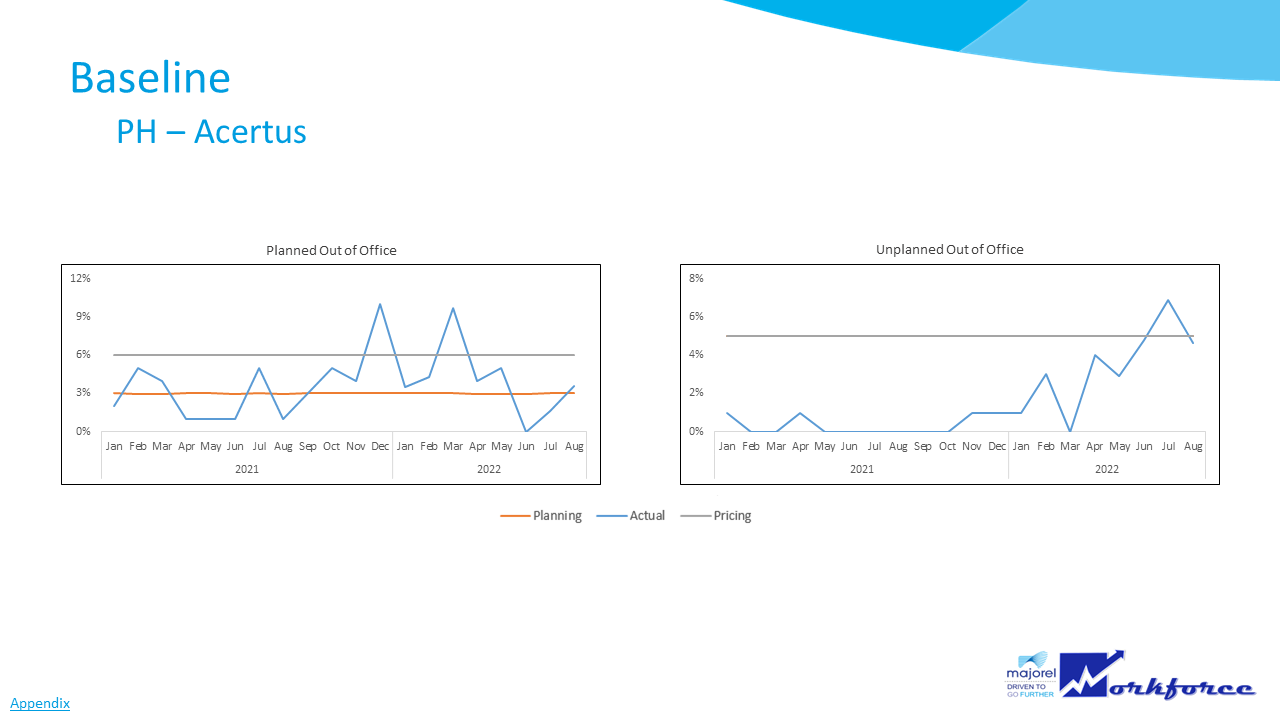 Baseline
PH – Acertus
Planned Out of Office
12%
9%
6%
3%
0%
Jan Feb Mar Apr May Jun Jul Aug Sep Oct Nov Dec Jan Feb Mar Apr May Jun Jul Aug
2021 2022
Unplanned Out of Office
8%
6%
4%
2%
0%
Jan Feb Mar Apr May Jun Jul Aug Sep Oct Nov Dec Jan Feb Mar Apr May Jun Jul Aug
2021 2022
Planning Actual Pricing
majorel
DRIVEN TO
GO FURTHER
Workforce
Appendix